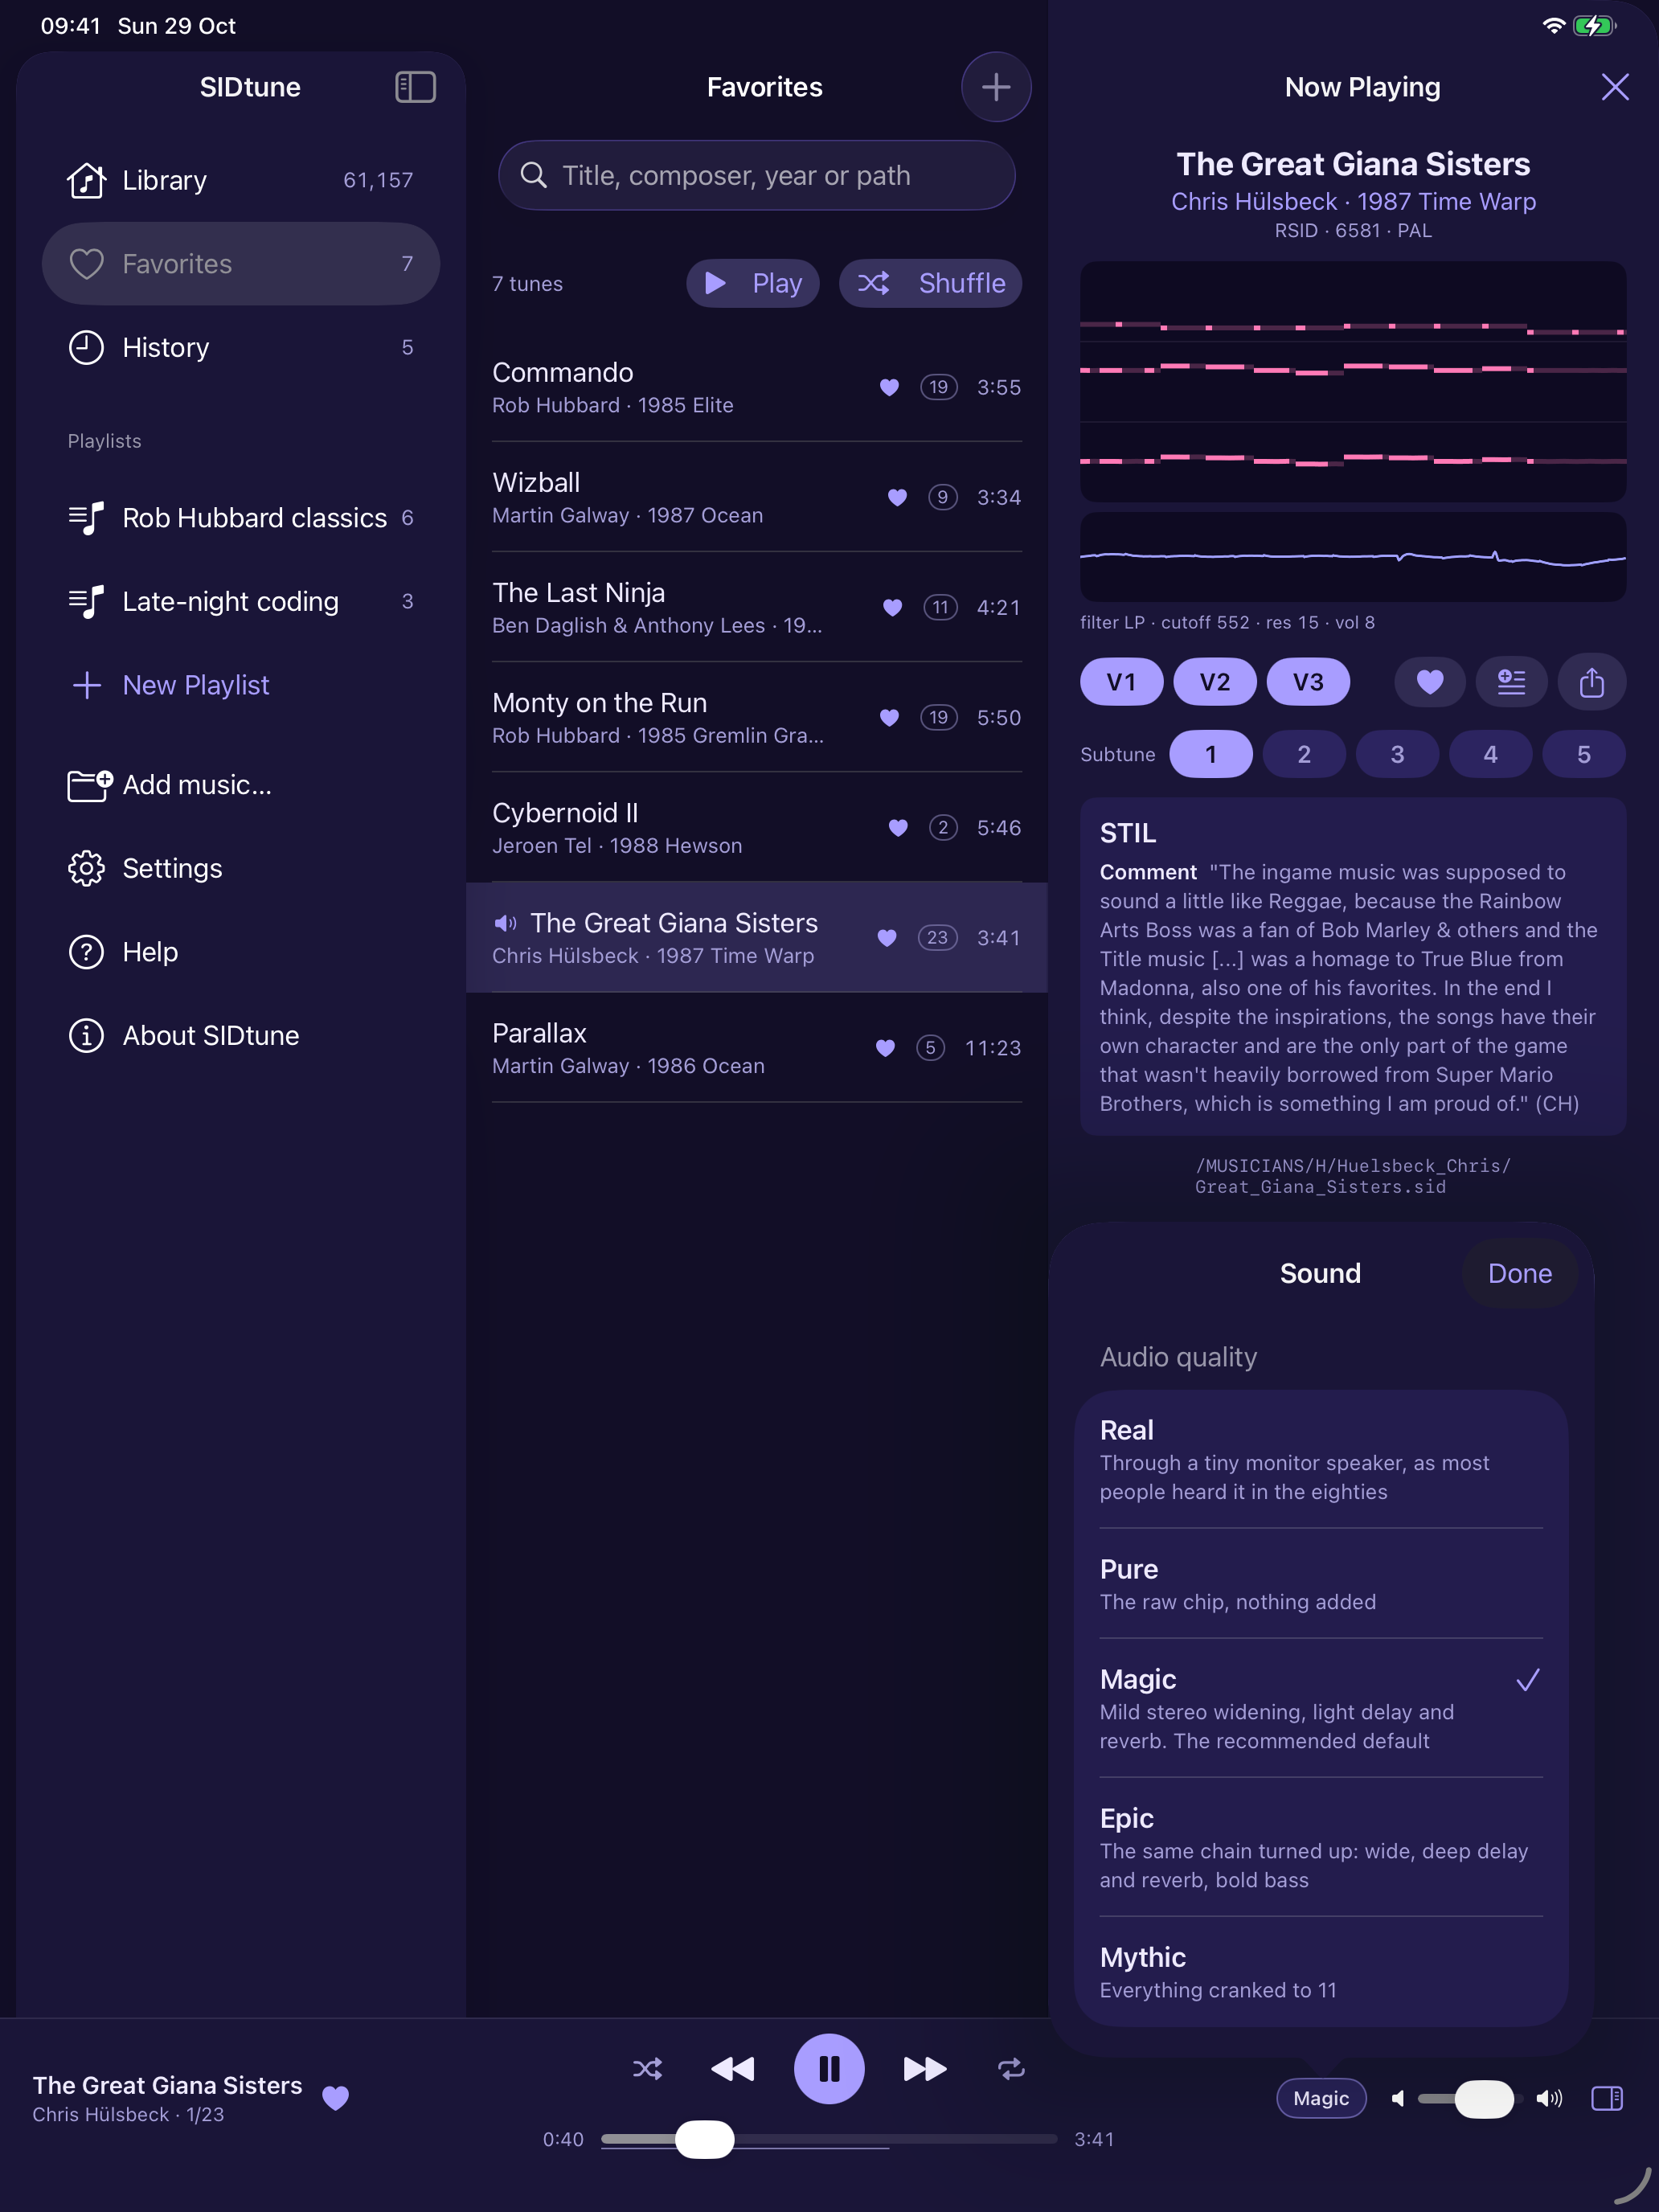 09:41 Sun 29 Oct
SIDtune
Library 61,157
Favorites 7
History 5
Playlists
Rob Hubbard classics 6
Late-night coding 3
New Playlist
Add music...
Settings
Help
About SIDtune
Favorites
Title, composer, year or path
7 tunes Play Shuffle
Commando
Rob Hubbard · 1985 Elite
19 3:55
Wizball
Martin Galway · 1987 Ocean
9 3:34
The Last Ninja
Ben Daglish & Anthony Lees · 19...
11 4:21
Monty on the Run
Rob Hubbard · 1985 Gremlin Gra...
19 5:50
Cybernoid II
Jeroen Tel · 1988 Hewson
2 5:46
The Great Giana Sisters
Chris Hülsbeck · 1987 Time Warp
23 3:41
Parallax
Martin Galway · 1986 Ocean
5 11:23
Now Playing
The Great Giana Sisters
Chris Hülsbeck · 1987 Time Warp
RSID · 6581 · PAL
filter LP · cutoff 552 · res 15 · vol 8
V1 V2 V3
Subtune 1 2 3 4 5
STIL
Comment "The ingame music was supposed to
sound a little like Reggae, because the Rainbow
Arts Boss was a fan of Bob Marley & others and the
Title music [...] was a homage to True Blue from
Madonna, also one of his favorites. In the end I
think, despite the inspirations, the songs have their
own character and are the only part of the game
that wasn't heavily borrowed from Super Mario
Brothers, which is something I am proud of." (CH)
/MUSICIANS/H/Huelsbeck_Chris/
Great_Giana_Sisters.sid
Sound Done
Audio quality
Real
Through a tiny monitor speaker, as most
people heard it in the eighties
Pure
The raw chip, nothing added
Magic
Mild stereo widening, light delay and
reverb. The recommended default
Epic
The same chain turned up: wide, deep delay
and reverb, bold bass
Mythic
Everything cranked to 11
The Great Giana Sisters
Chris Hülsbeck · 1/23
0:40 3:41
Magic